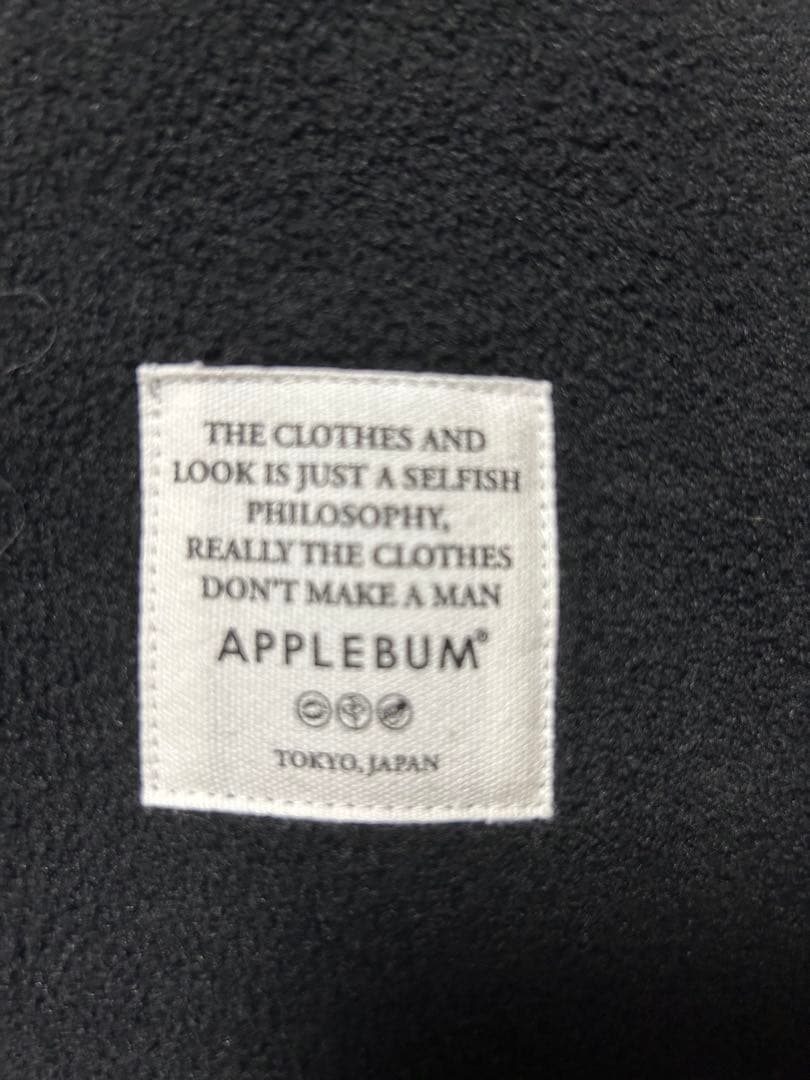 THE CLOTHES AND
LOOK IS JUST A SELFISH
PHILOSOPHY,
REALLY THE CLOTHES
DON'T MAKE A MAN
APPLEBUM®
TOKYO, JAPAN